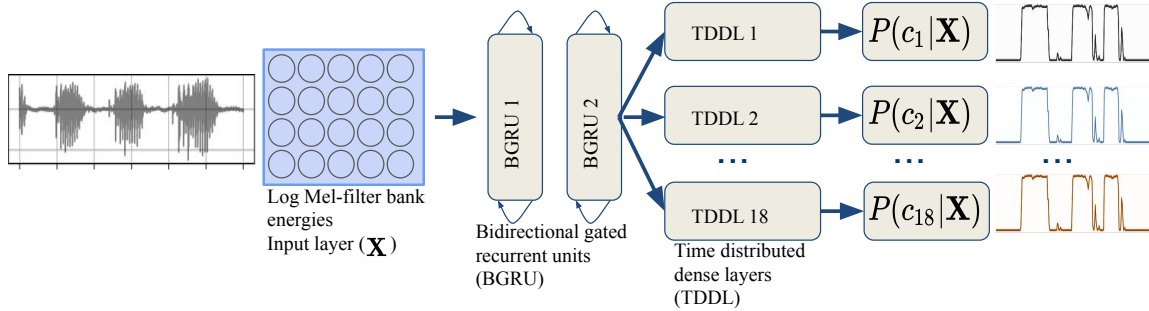 TDDL 1
P(c₁|X)
BGRU 1
BGRU 2
TDDL 2
P(c₂|X)
...
...
...
TDDL 18
P(c₁₈|X)
Log Mel-filter bank
energies
Input layer (X)
Bidirectional gated
recurrent units
(BGRU)
Time distributed
dense layers
(TDDL)